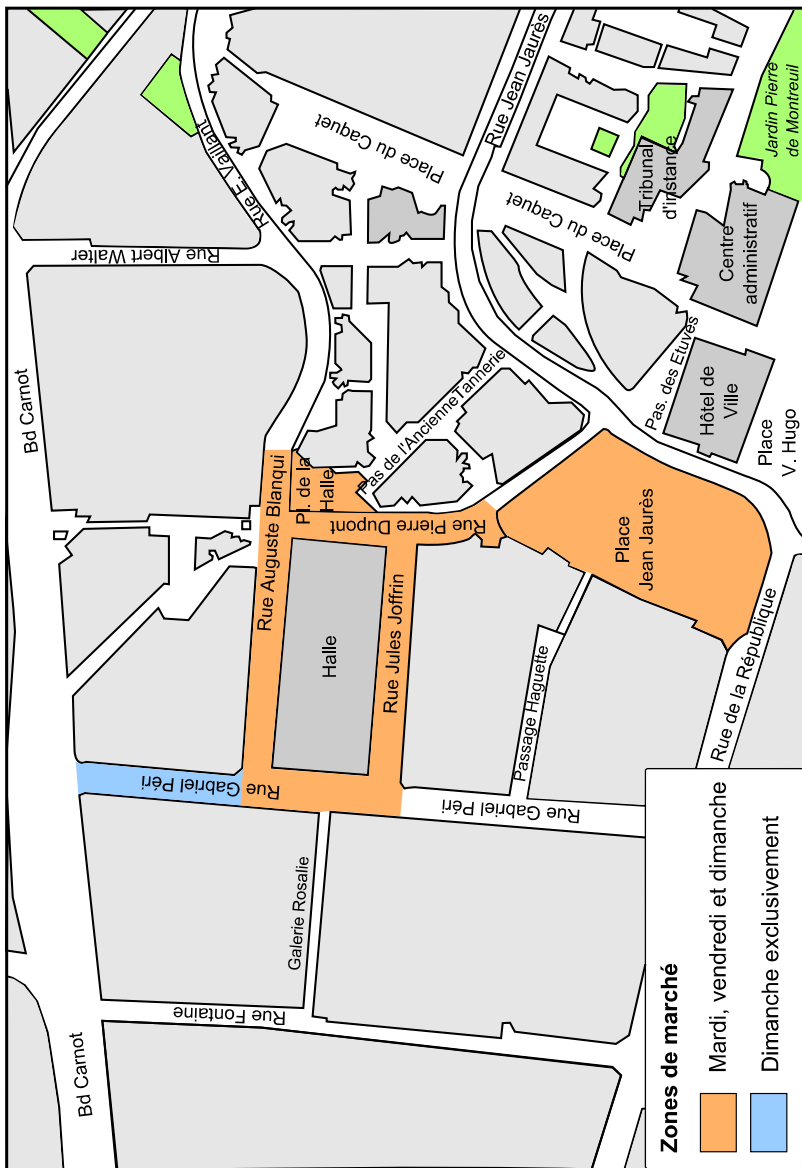 Bd Carnot
Bd Carnot
Rue Fontaine
Galerie Rosalie
Rue Gabriel Péri
Rue Gabriel Péri
Rue Gabriel Péri
Rue Auguste Blanqui
Halle
Rue Jules Joffrin
Rue Pierre Dupont
Pl. de la
Halle
Passage Haguette
Place
Jean Jaurès
Rue de la République
Pas de l'Ancienne Tannerie
Rue Albert Walter
Rue E. Vaillant
Place du Caquet
Place du Caquet
Rue Jean Jaurès
Pas. des Etuves
Hôtel de
Ville
Place
V. Hugo
Centre
administratif
Tribunal
d'instance
Jardin Pierre
de Montreuil
Zones de marché
Mardi, vendredi et dimanche
Dimanche exclusivement